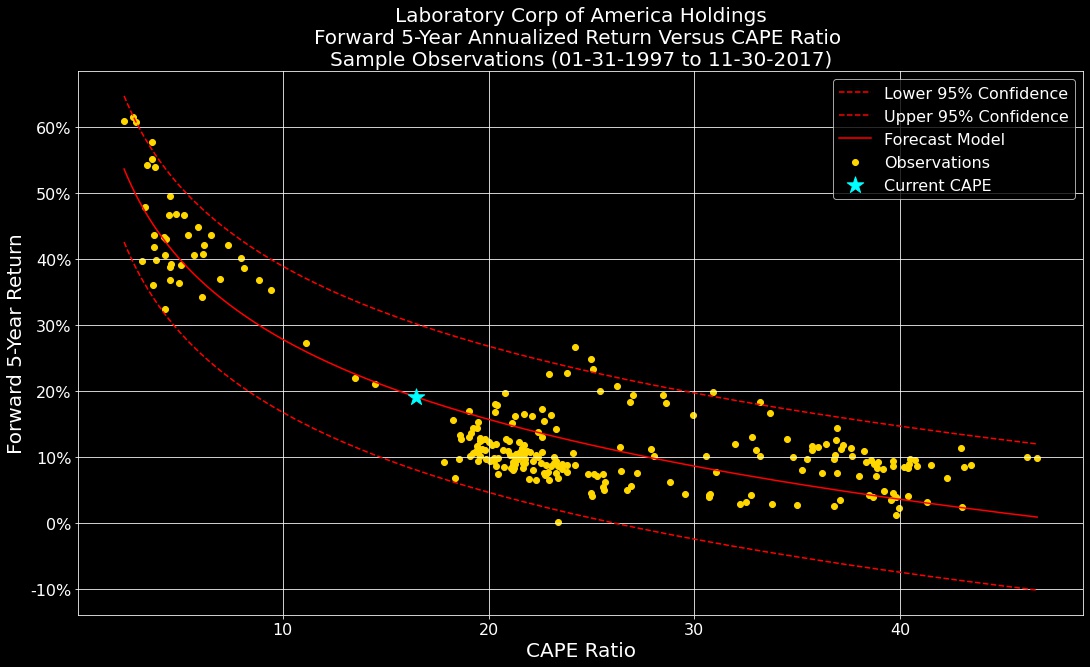 Laboratory Corp of America Holdings
Forward 5-Year Annualized Return Versus CAPE Ratio
Sample Observations (01-31-1997 to 11-30-2017)
Lower 95% Confidence
Upper 95% Confidence
Forecast Model
Observations
Current CAPE
Forward 5-Year Return
60%
50%
40%
30%
20%
10%
0%
-10%
10 20 30 40
CAPE Ratio